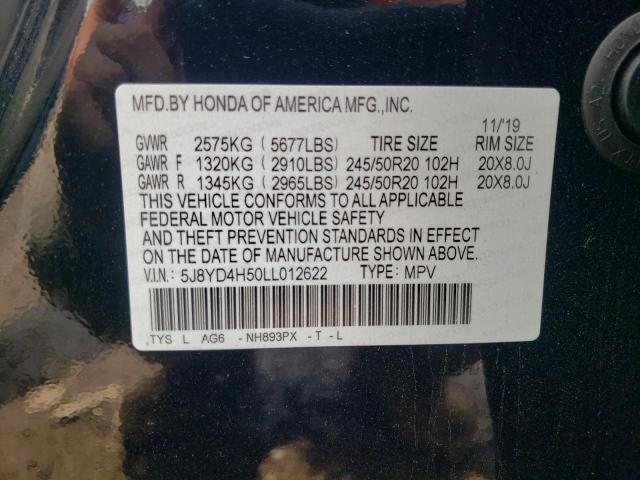 MFD.BY HONDA OF AMERICA MFG.,INC.
11/'19
GVWR 2575KG ( 5677LBS) TIRE SIZE RIM SIZE
GAWR F 1320KG ( 2910LBS) 245/50R20 102H 20X8.0J
GAWR R 1345KG ( 2965LBS) 245/50R20 102H 20X8.0J
THIS VEHICLE CONFORMS TO ALL APPLICABLE
FEDERAL MOTOR VEHICLE SAFETY
AND THEFT PREVENTION STANDARDS IN EFFECT
ON THE DATE OF MANUFACTURE SHOWN ABOVE.
V.I.N.: 5J8YD4H50LL012622 TYPE: MPV
TYS L AG6 -NH893PX -T -L